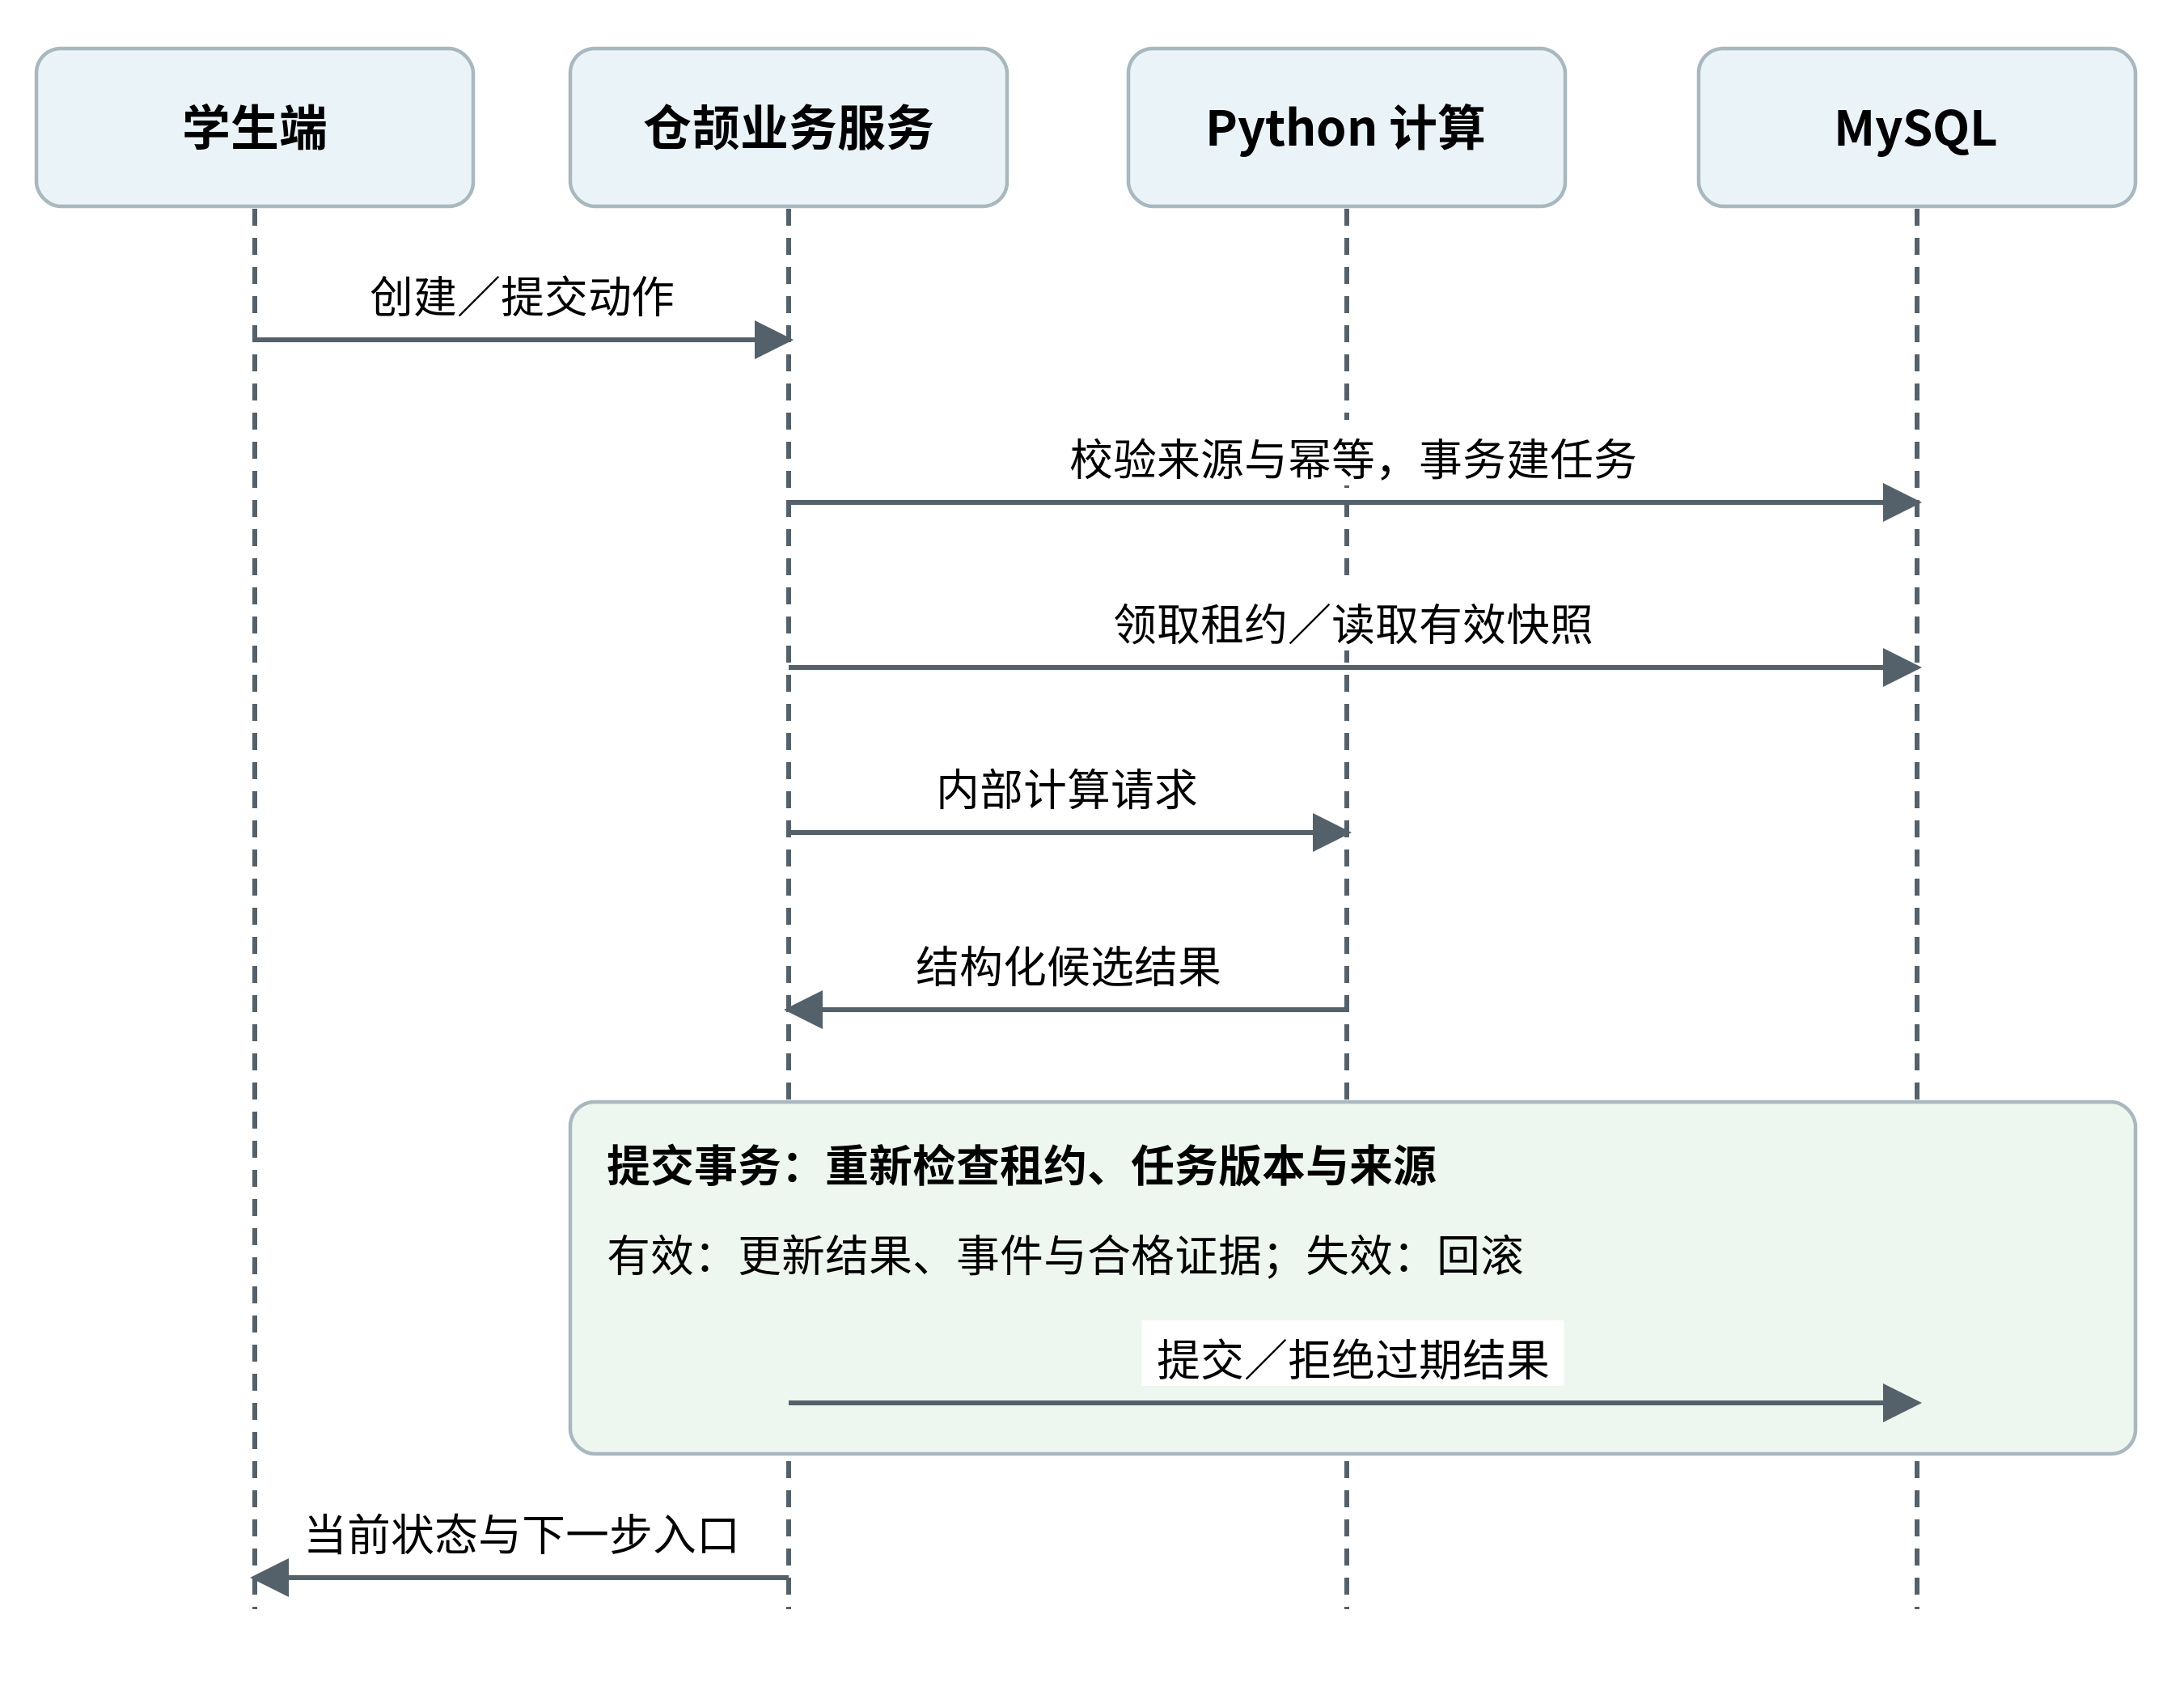 学生端
仓颉业务服务
Python 计算
MySQL
创建／提交动作
校验来源与幂等，事务建任务
领取租约／读取有效快照
内部计算请求
结构化候选结果
提交事务：重新检查租约、任务版本与来源
有效：更新结果、事件与合格证据；失效：回滚
提交／拒绝过期结果
当前状态与下一步入口